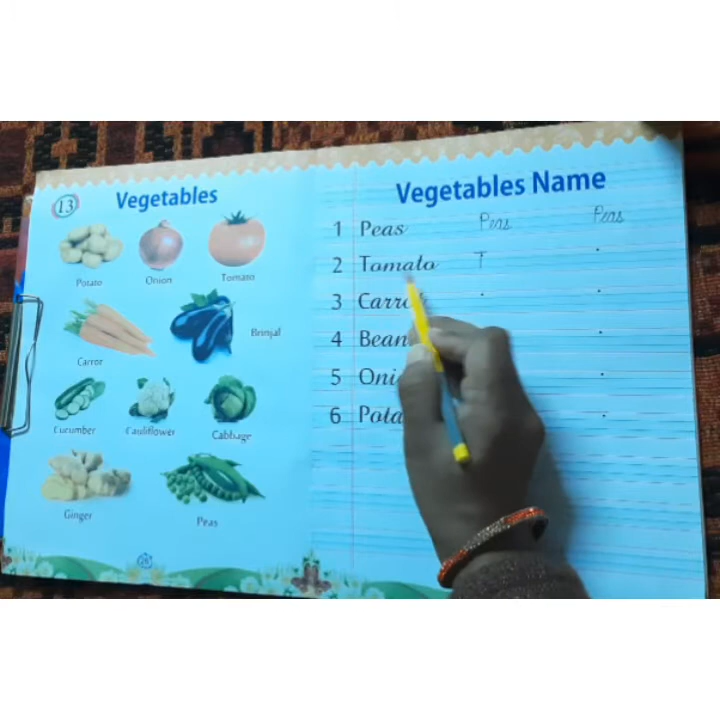 13 Vegetables
Potato Onion Tomato
Carrot Brinjal
Cucumber Cauliflower Cabbage
Ginger Peas
Vegetables Name
1 Peas Peas Peas
2 Tomato T
3 Carro
4 Bean
5 Oni
6 Pota